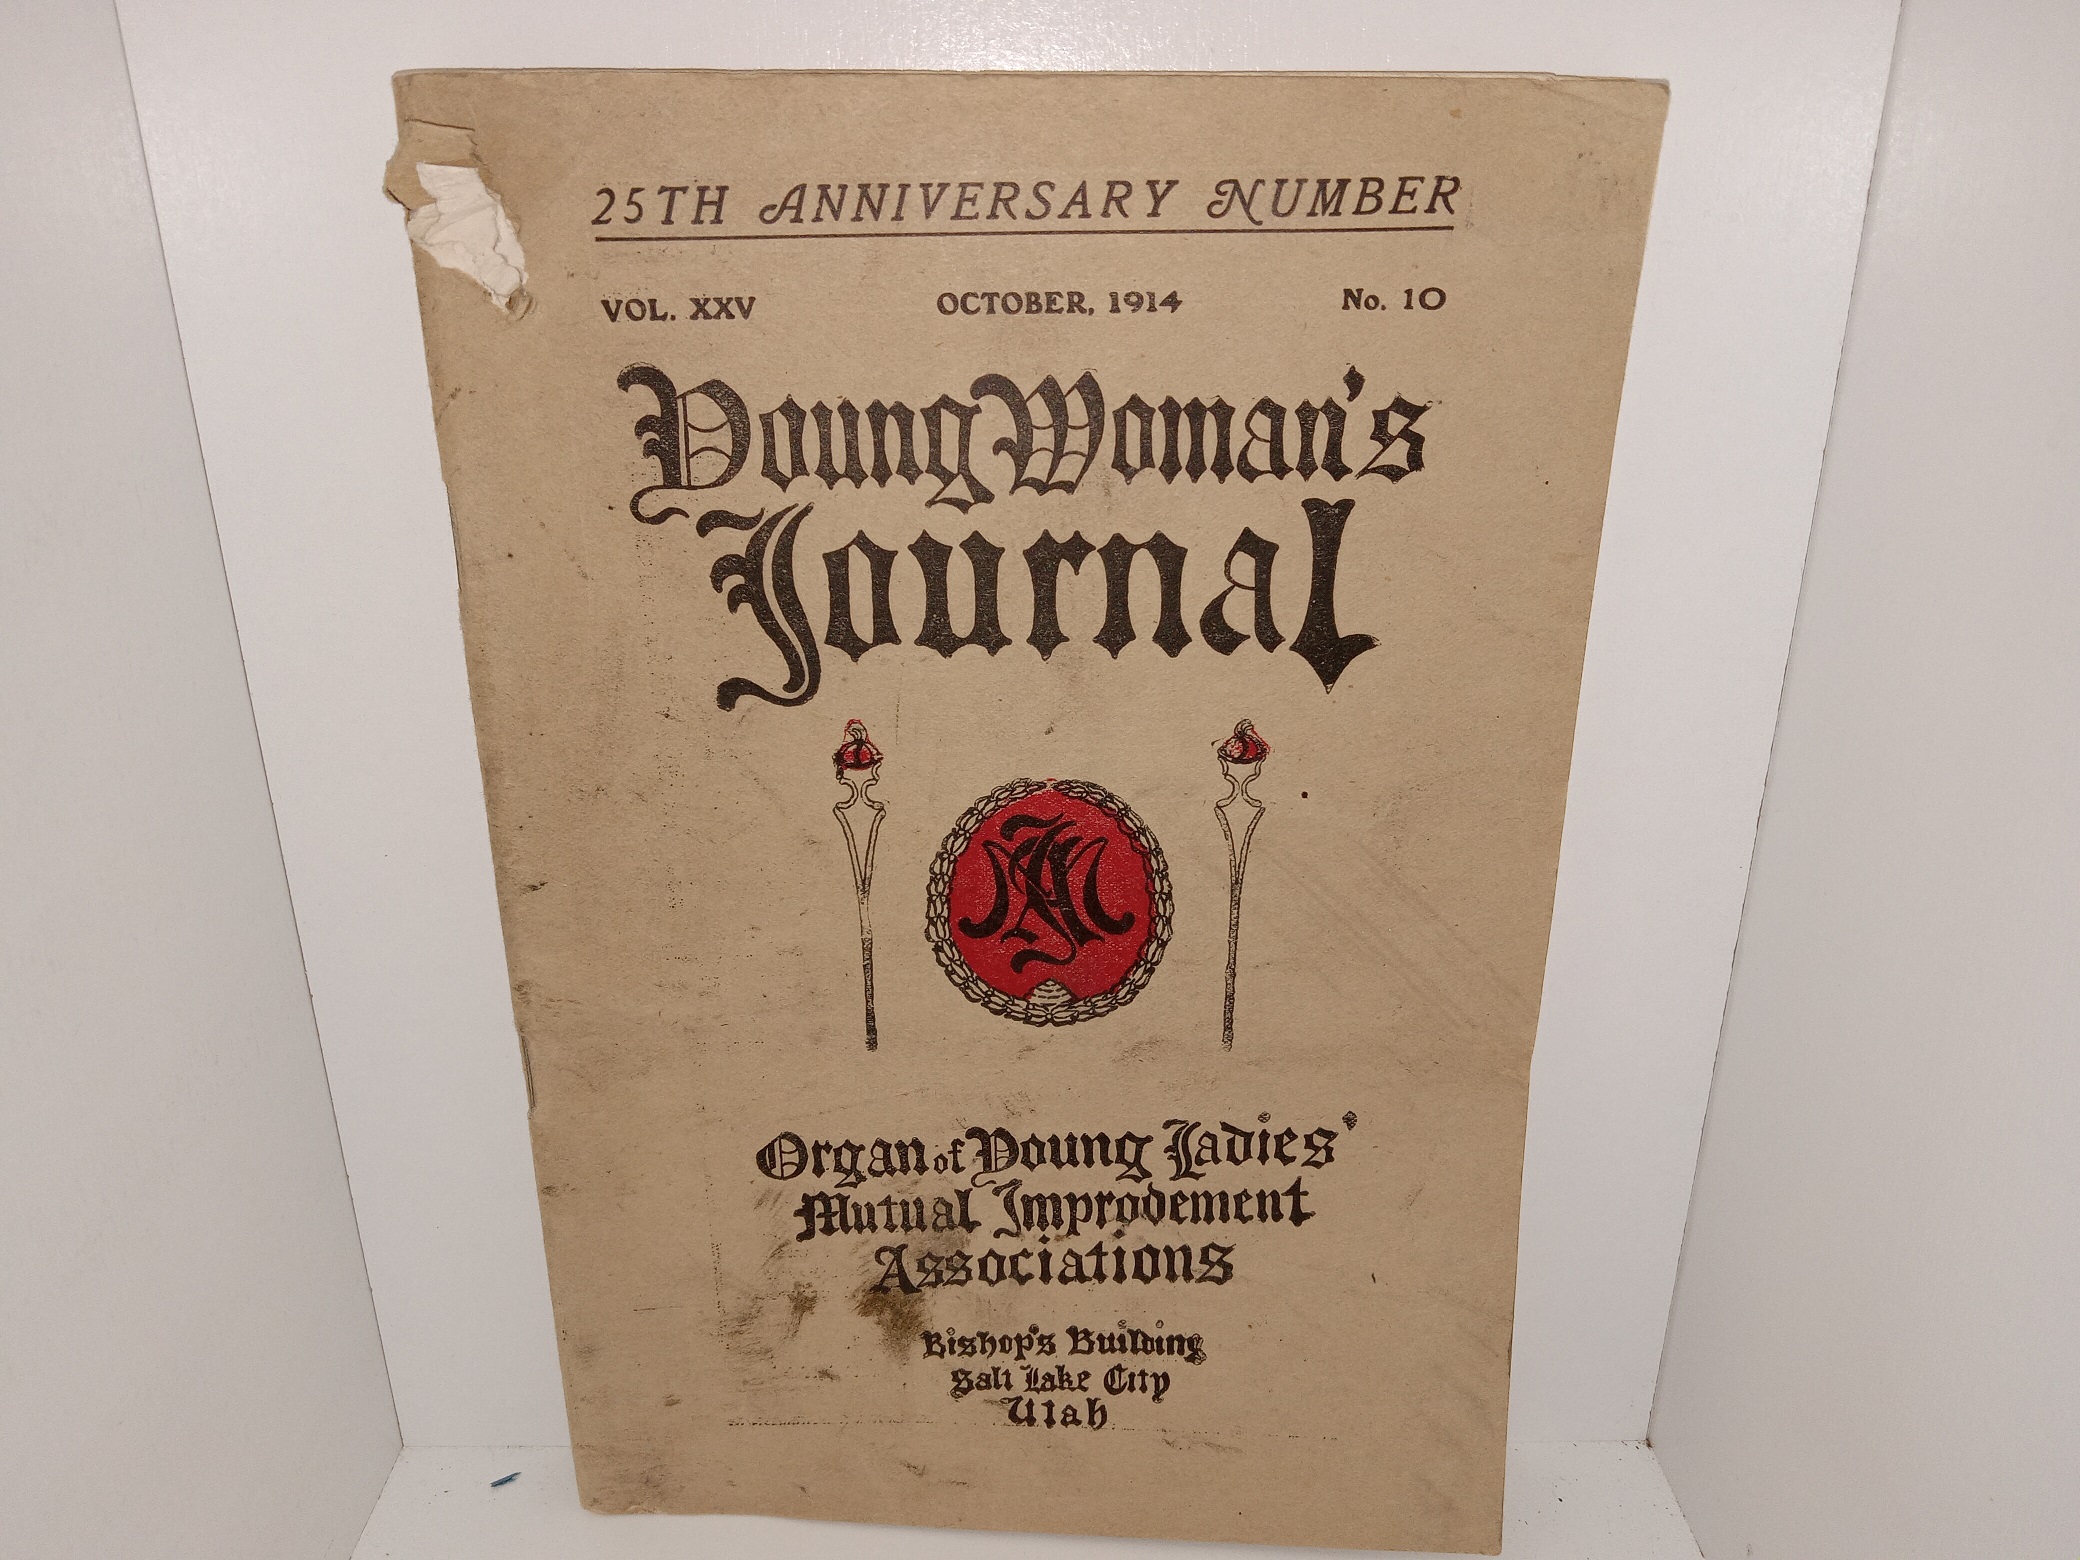 25TH ANNIVERSARY NUMBER
VOL. XXV OCTOBER, 1914 No. 10
Young Woman's
Journal
Organ of Young Ladies'
Mutual Improvement
Associations
Bishop's Building
Salt Lake City
Utah